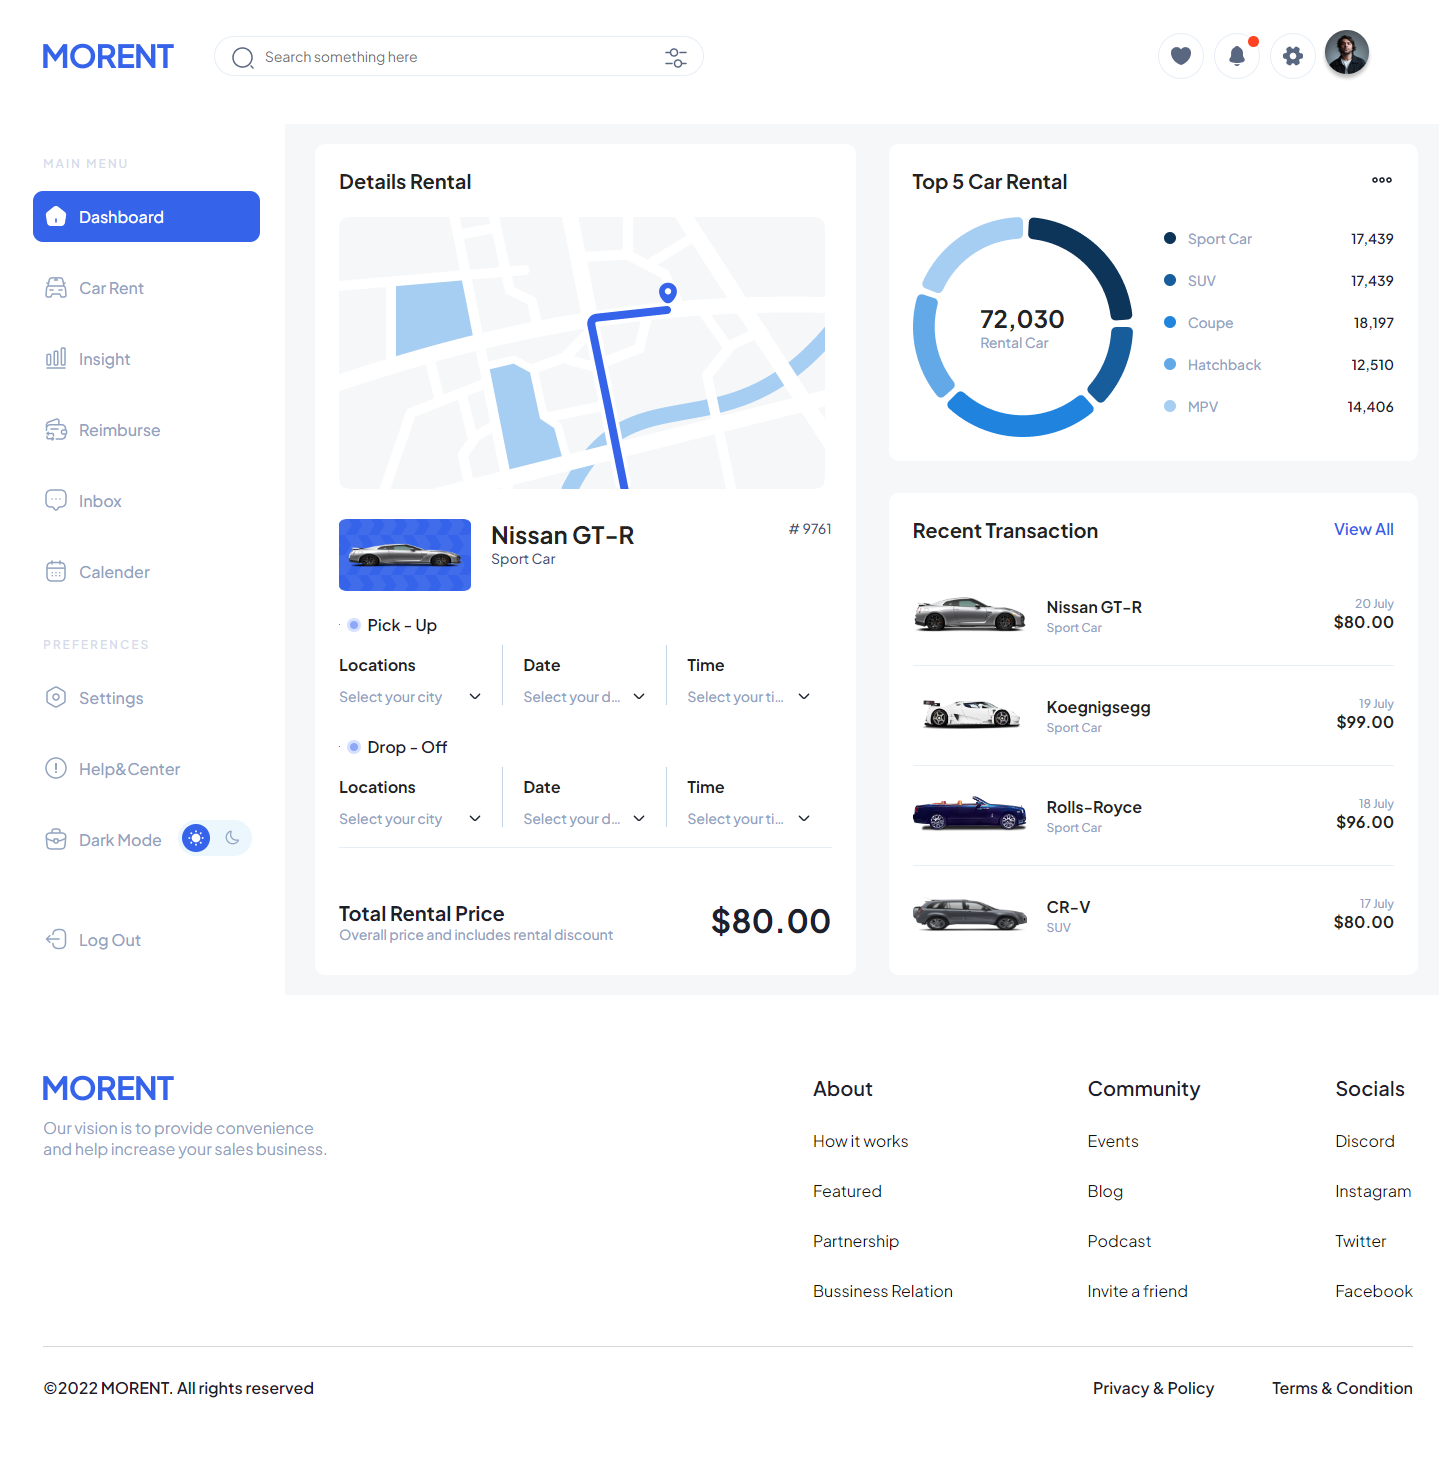 MORENT
Search something here
MAIN MENU
Dashboard
Car Rent
Insight
Reimburse
Inbox
Calender
PREFERENCES
Settings
Help&Center
Dark Mode
Log Out
Details Rental
Nissan GT-R
# 9761
Sport Car
Pick - Up
Locations
Date
Time
Select your city
Select your d...
Select your ti...
Drop - Off
Locations
Date
Time
Select your city
Select your d...
Select your ti...
Total Rental Price
Overall price and includes rental discount
$80.00
Top 5 Car Rental
72,030
Rental Car
Sport Car 17,439
SUV 17,439
Coupe 18,197
Hatchback 12,510
MPV 14,406
Recent Transaction
View All
Nissan GT-R
Sport Car
20 July
$80.00
Koegnigsegg
Sport Car
19 July
$99.00
Rolls-Royce
Sport Car
18 July
$96.00
CR-V
SUV
17 July
$80.00
MORENT
Our vision is to provide convenience
and help increase your sales business.
About
How it works
Featured
Partnership
Bussiness Relation
Community
Events
Blog
Podcast
Invite a friend
Socials
Discord
Instagram
Twitter
Facebook
©2022 MORENT. All rights reserved
Privacy & Policy
Terms & Condition